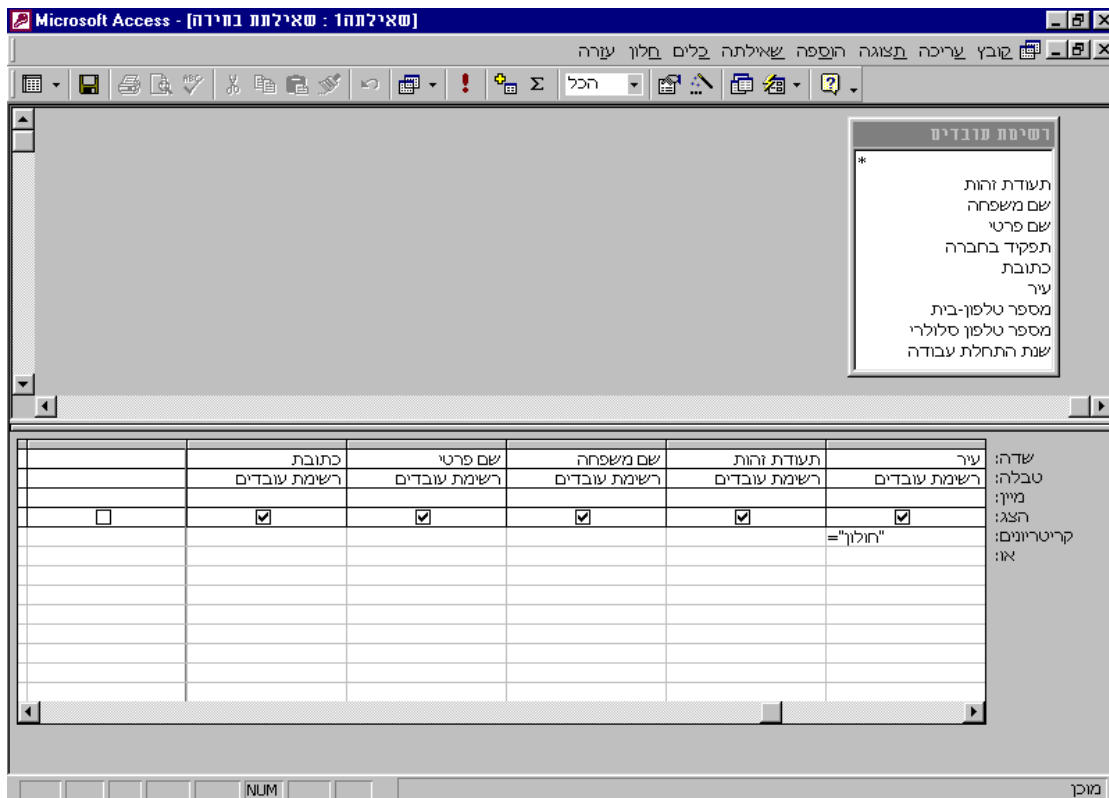 Microsoft Access - [שאילתה1 : שאילתת בחירה]
קובץ עריכה תצוגה הוספה שאילתה כלים חלון עזרה
הכל
רשימת עובדים
*
תעודת זהות
שם משפחה
שם פרטי
תפקיד בחברה
כתובת
עיר
מספר טלפון-בית
מספר טלפון סלולרי
שנת התחלת עבודה
שדה: עיר תעודת זהות שם משפחה שם פרטי כתובת
טבלה: רשימת עובדים רשימת עובדים רשימת עובדים רשימת עובדים רשימת עובדים
מיין:
הצג:
קריטריונים: ="חולון"
או:
מוכן NUM